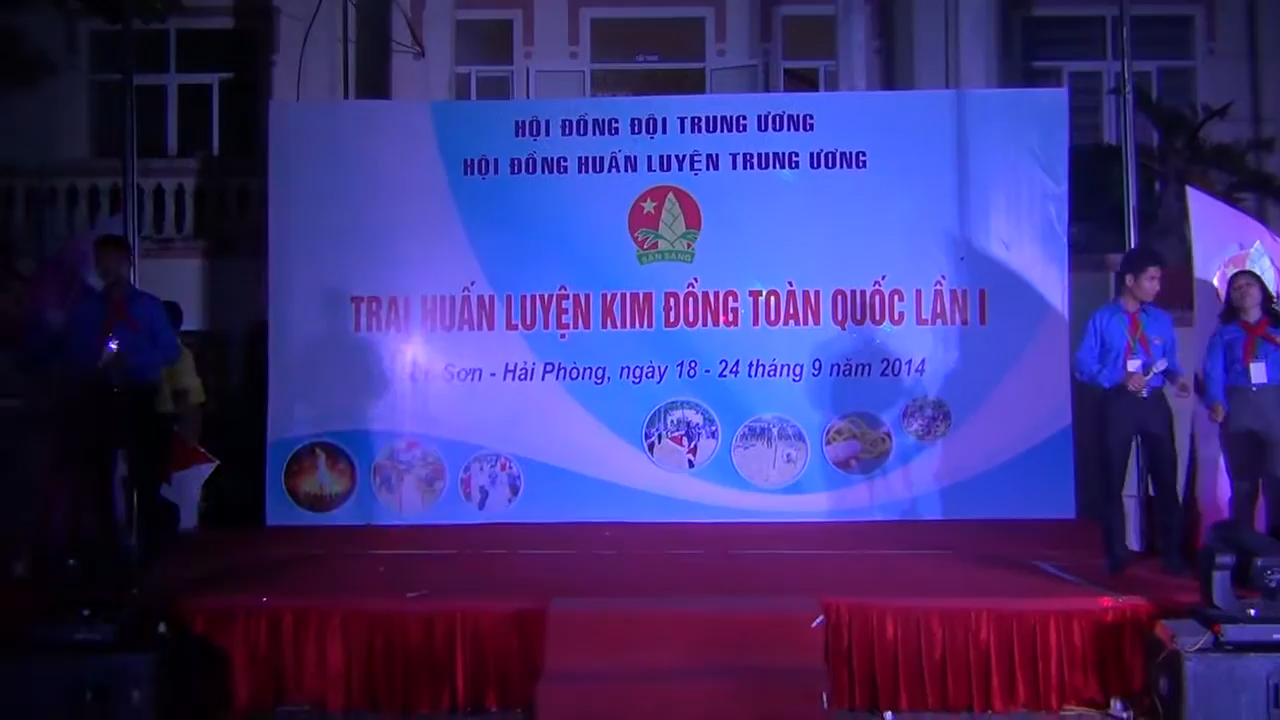 HỘI ĐỒNG ĐỘI TRUNG ƯƠNG
HỘI ĐỒNG HUẤN LUYỆN TRUNG ƯƠNG
SẴN SÀNG
TRẠI HUẤN LUYỆN KIM ĐỒNG TOÀN QUỐC LẦN I
Sơn - Hải Phòng, ngày 18 - 24 tháng 9 năm 2014